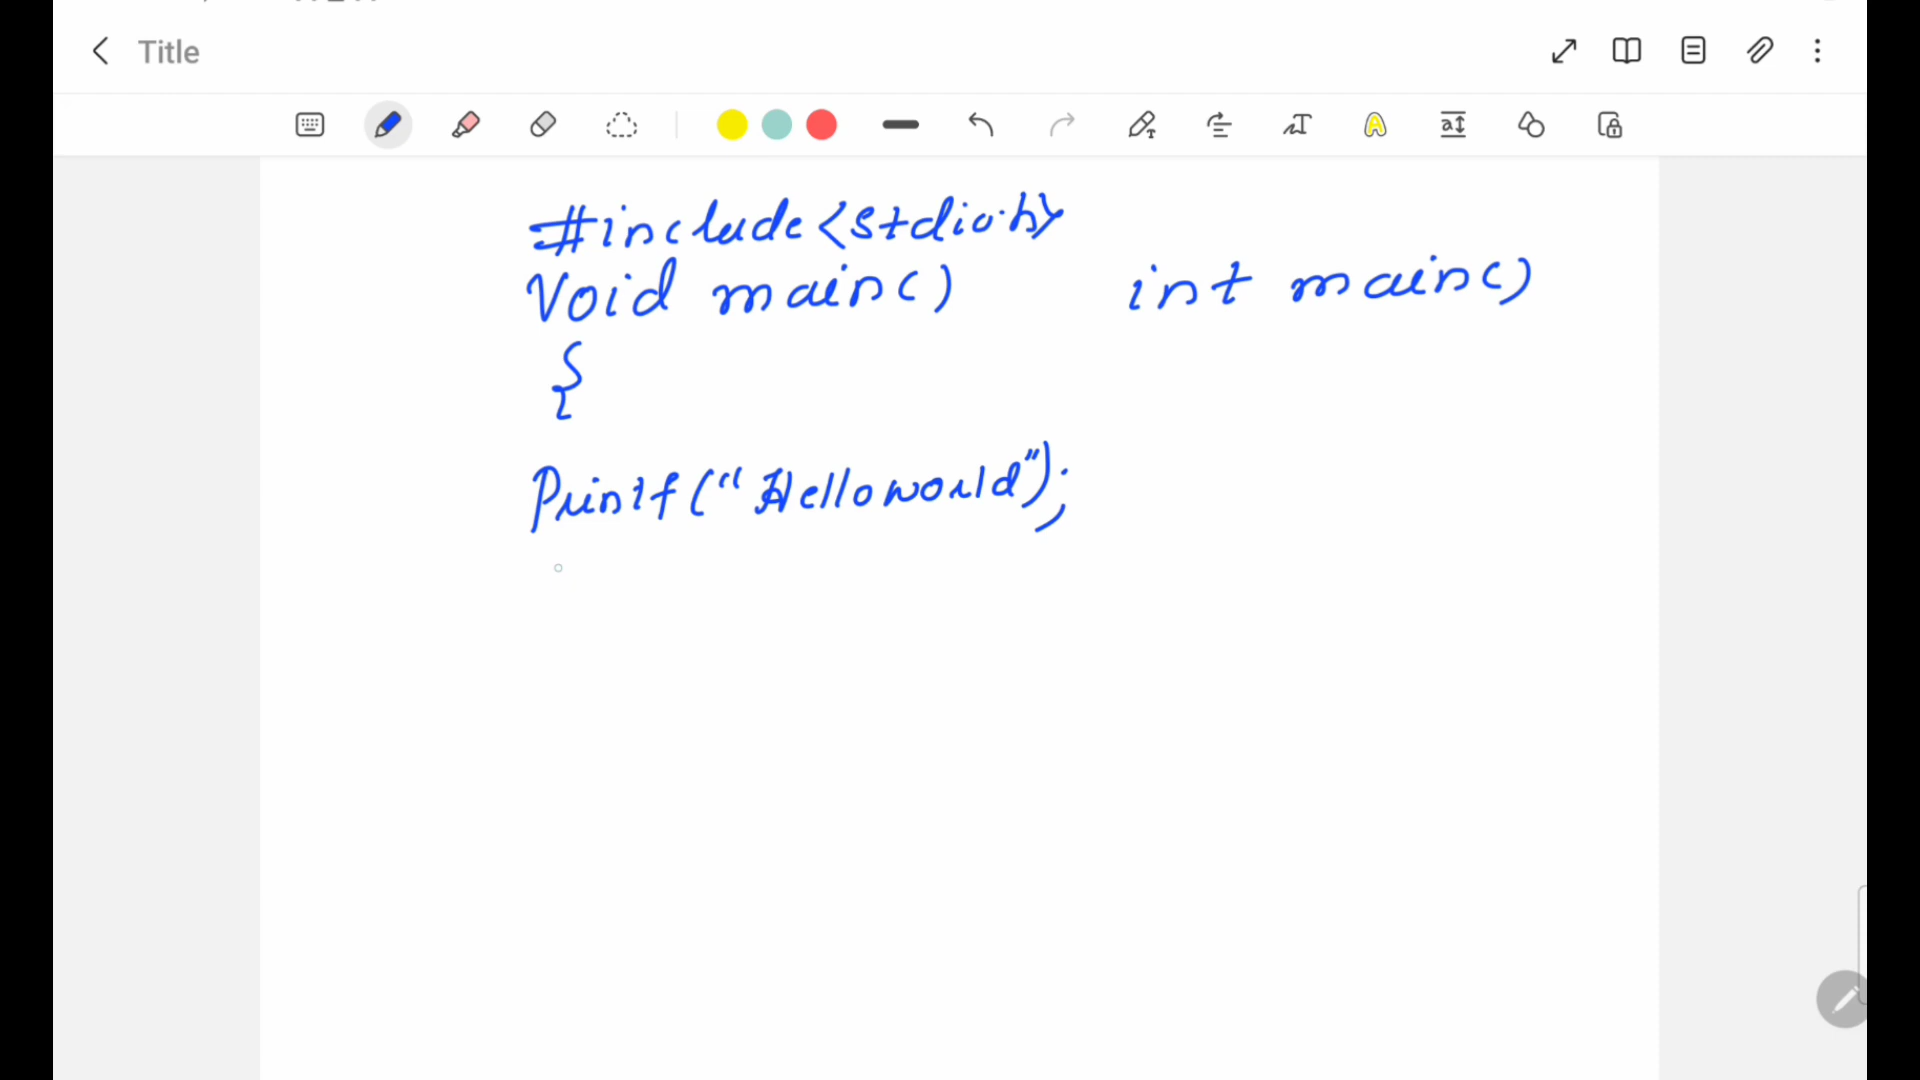 Title
#include<stdio.h>
Void main() int main()
{
Printf("Helloworld");